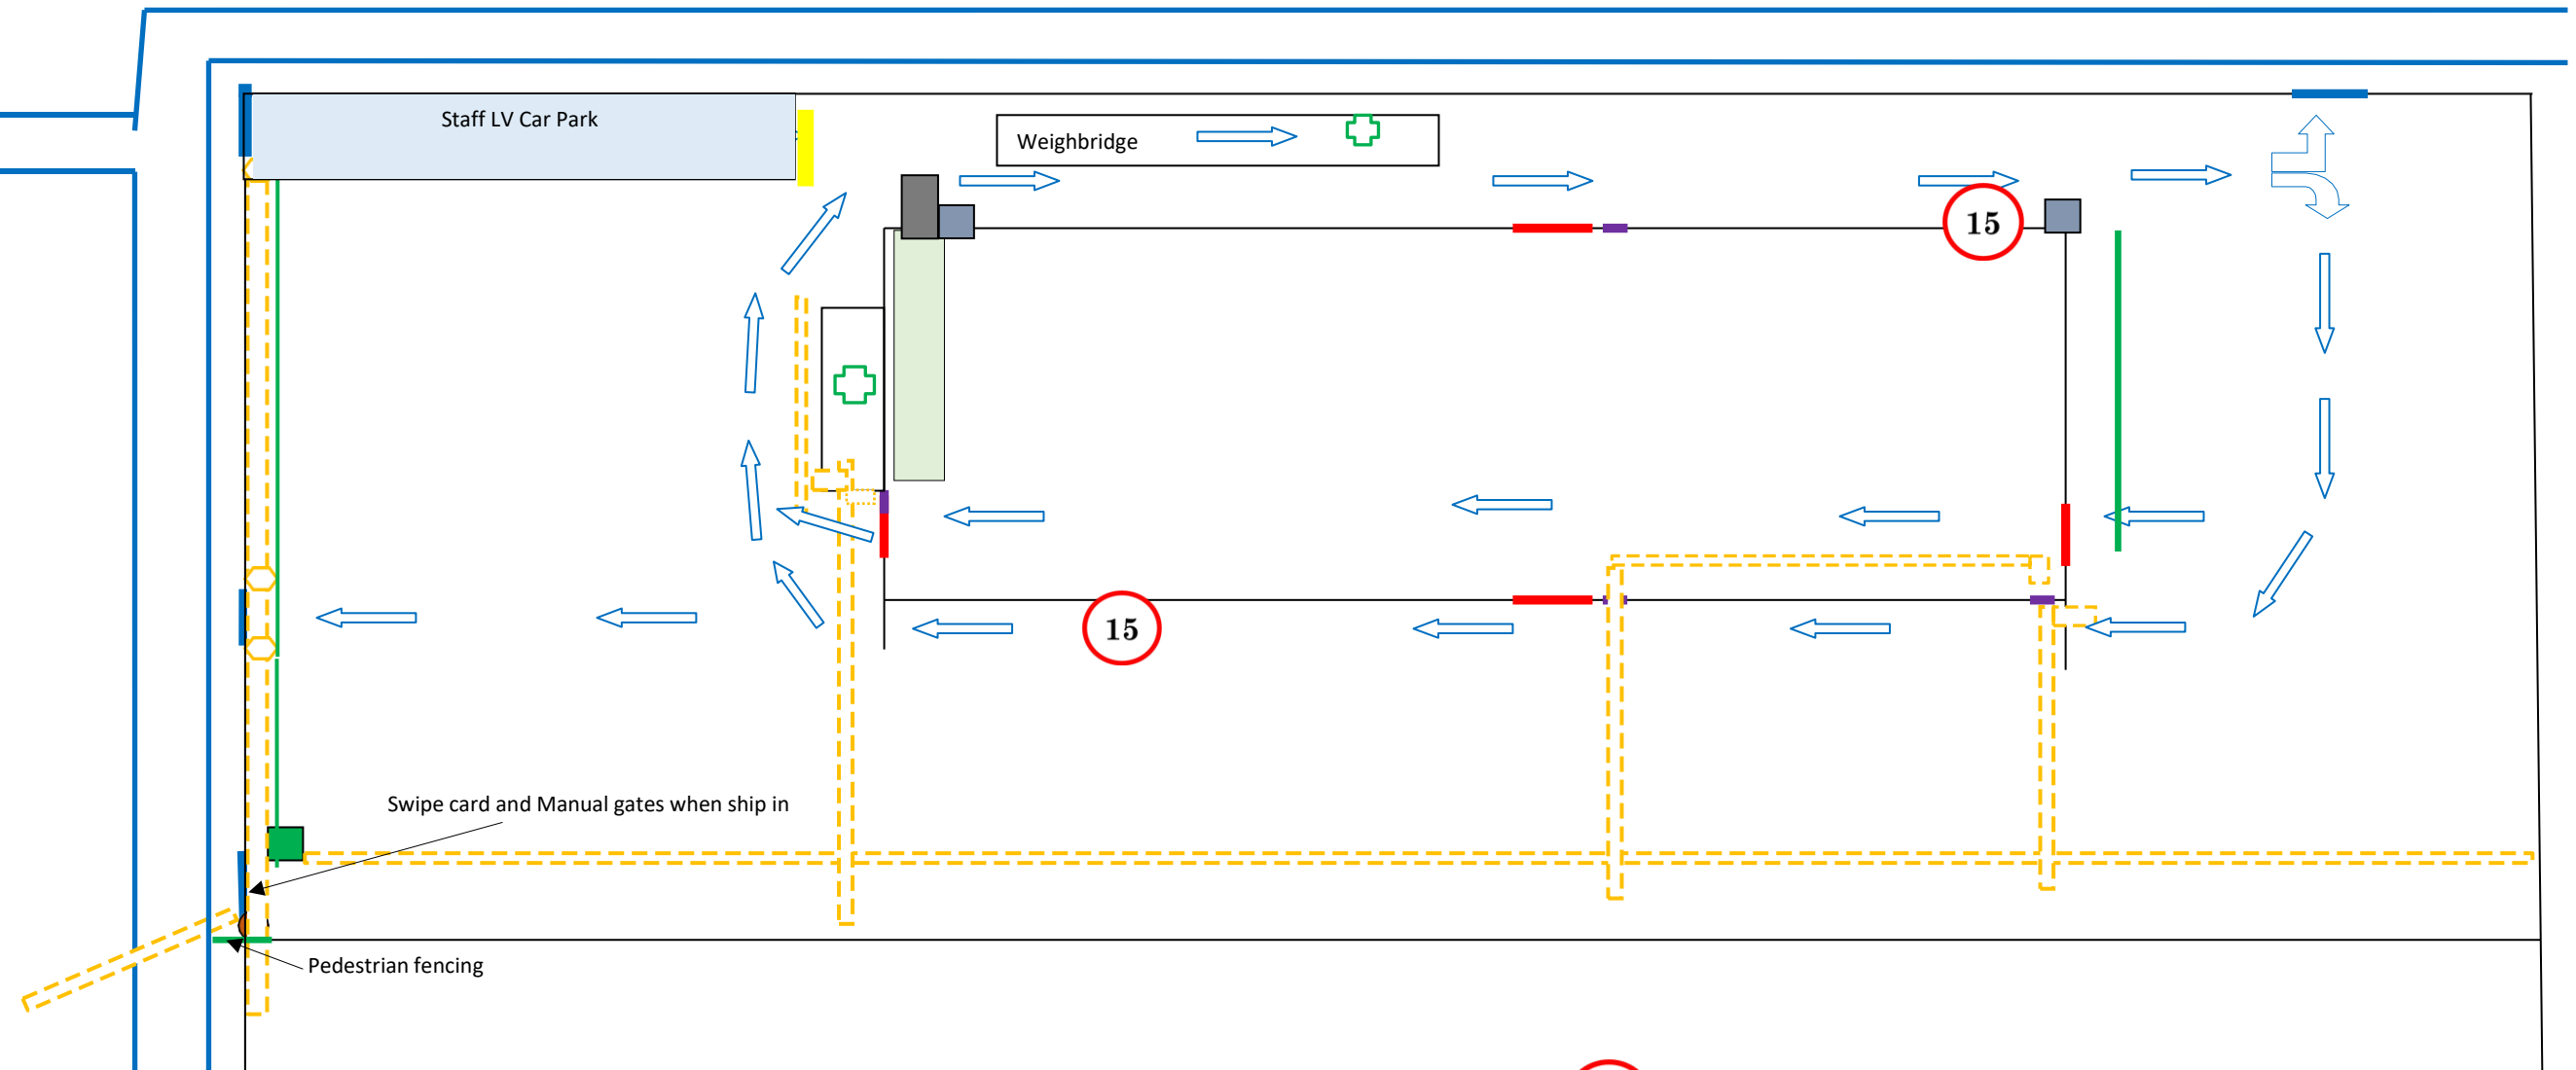 Staff LV Car Park
Weighbridge
15
15
Swipe card and Manual gates when ship in
Pedestrian fencing